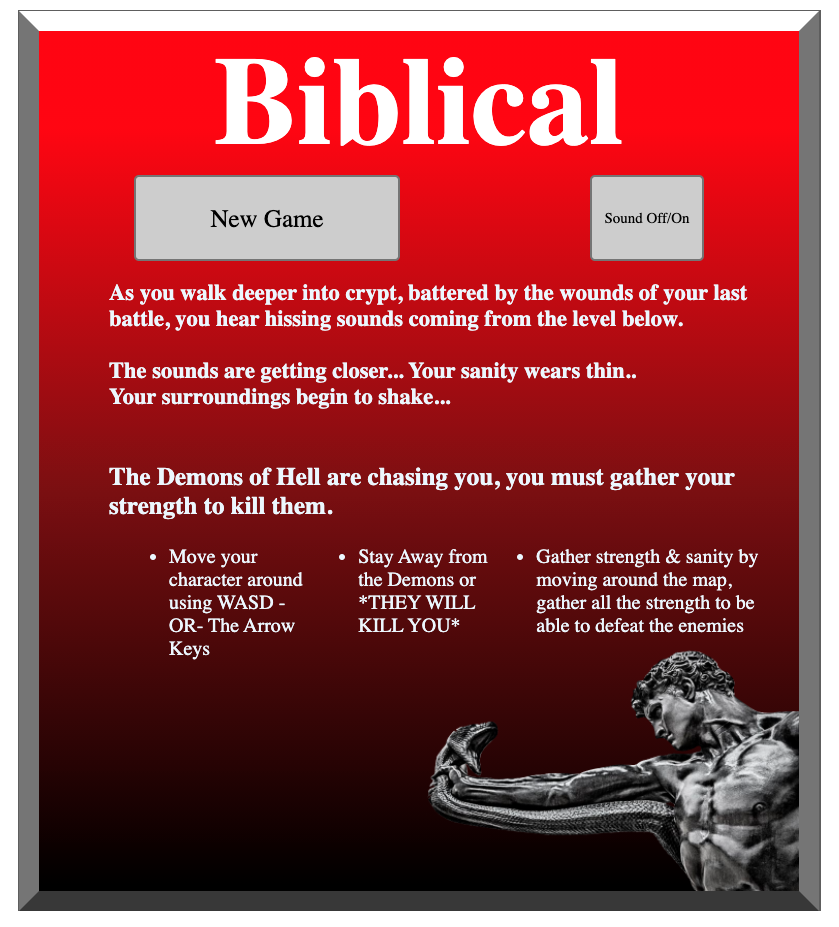 Biblical
New Game
Sound Off/On
As you walk deeper into crypt, battered by the wounds of your last
battle, you hear hissing sounds coming from the level below.
The sounds are getting closer... Your sanity wears thin..
Your surroundings begin to shake...
The Demons of Hell are chasing you, you must gather your
strength to kill them.
• Move your
character around
using WASD -
OR- The Arrow
Keys
• Stay Away from
the Demons or
*THEY WILL
KILL YOU*
• Gather strength & sanity by
moving around the map,
gather all the strength to be
able to defeat the enemies